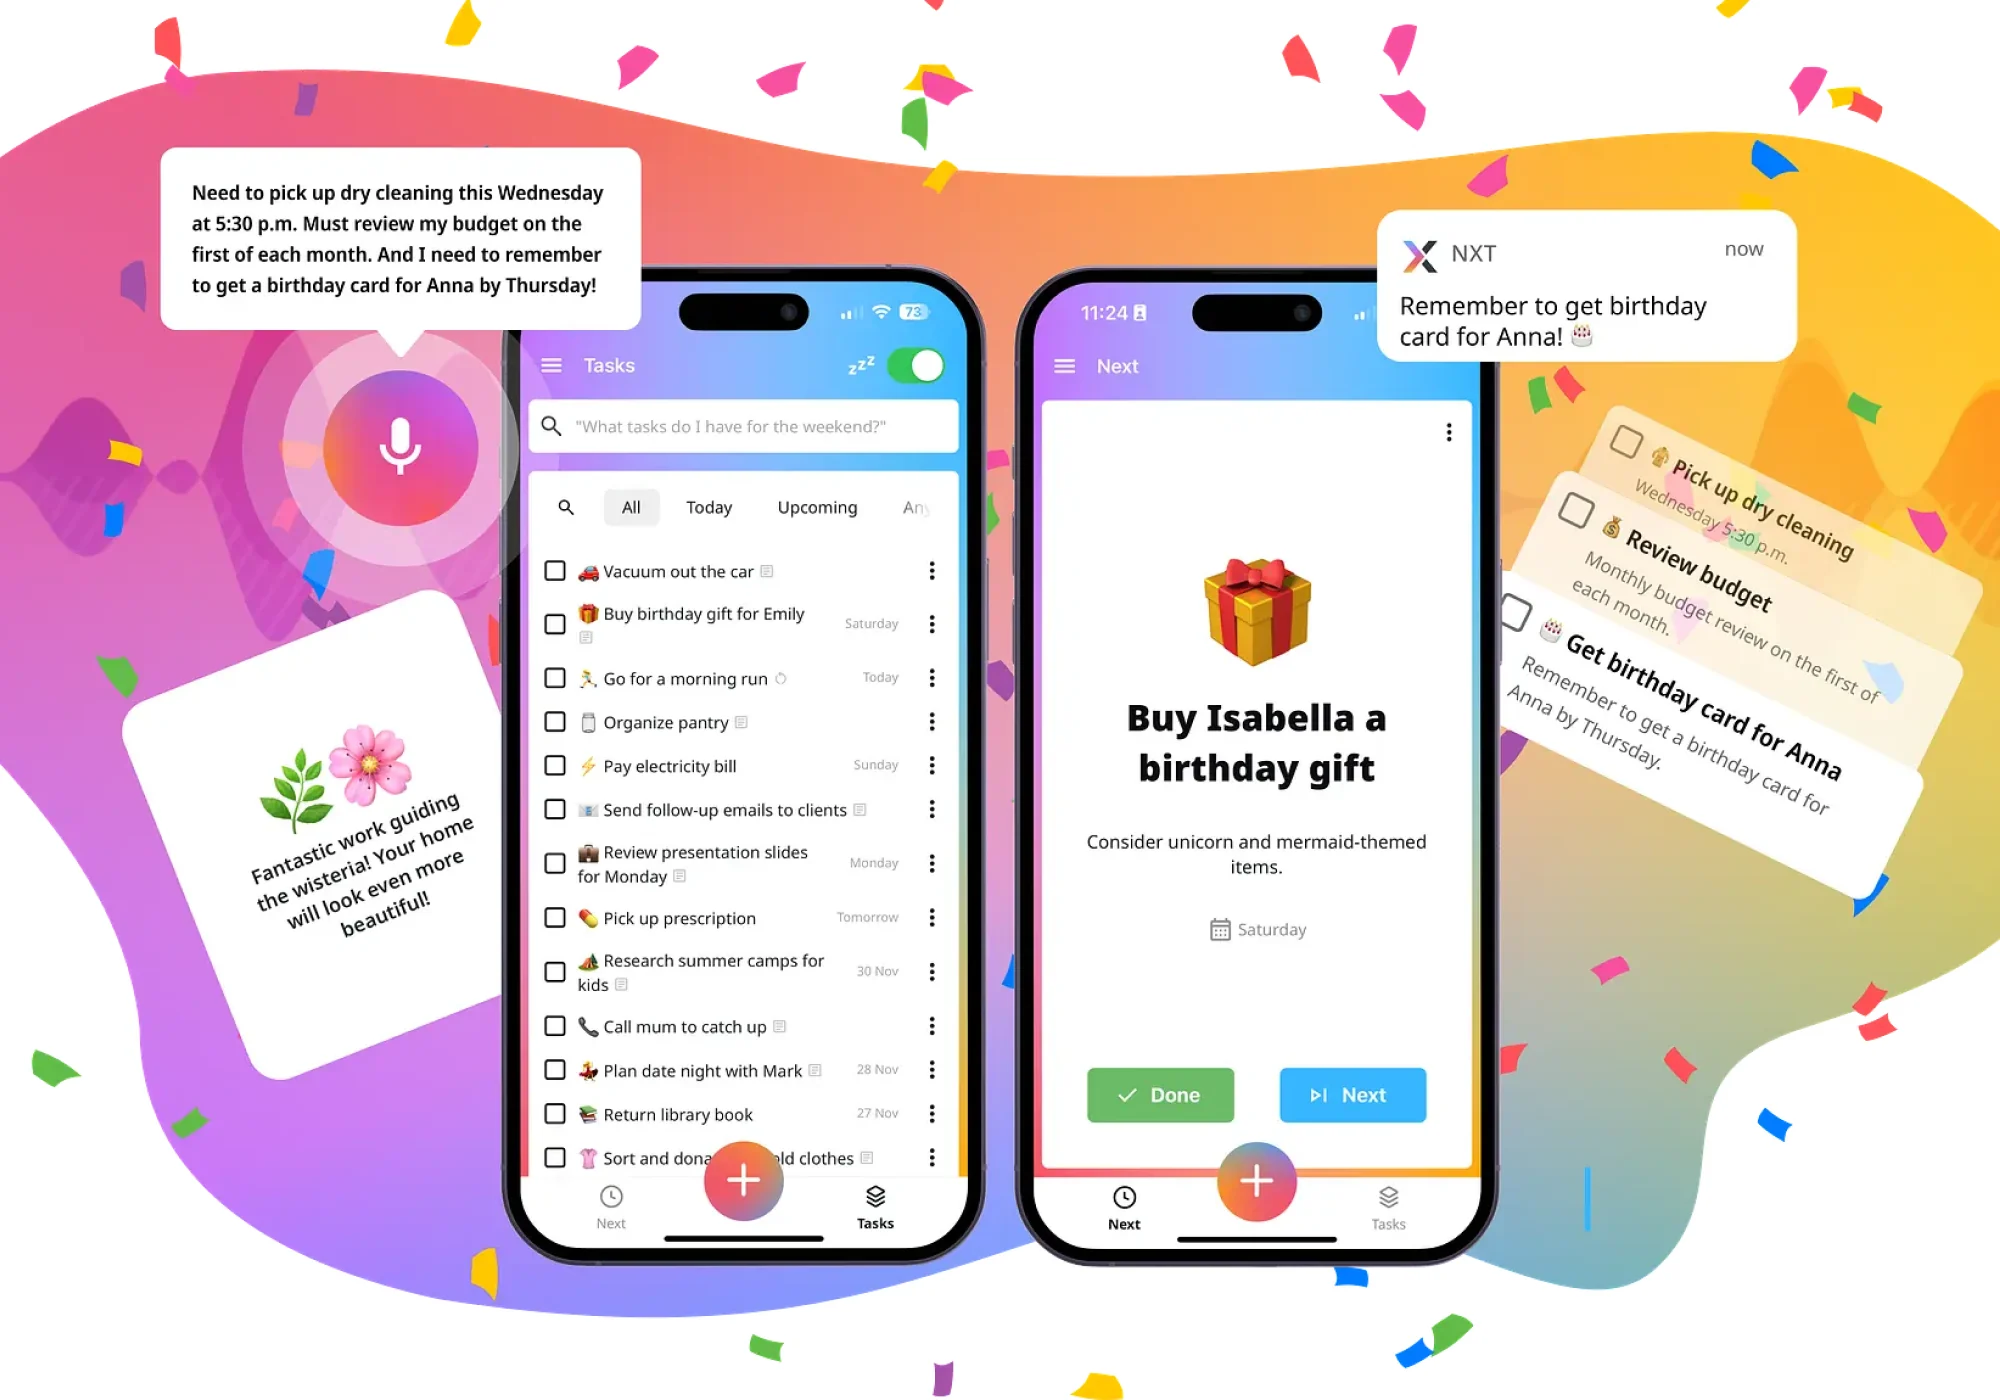 Need to pick up dry cleaning this Wednesday
at 5:30 p.m. Must review my budget on the
first of each month. And I need to remember
to get a birthday card for Anna by Thursday!
Fantastic work guiding
the wisteria! Your home
will look even more
beautiful!
73
Tasks
zzz
"What tasks do I have for the weekend?"
All Today Upcoming
Vacuum out the car
Buy birthday gift for Emily
Saturday
Go for a morning run Today
Organize pantry
Pay electricity bill Sunday
Send follow-up emails to clients
Review presentation slides
for Monday
Monday
Pick up prescription Tomorrow
Research summer camps for
kids
30 Nov
Call mum to catch up
Plan date night with Mark 28 Nov
Return library book 27 Nov
Sort and old clothes
Next Tasks
11:24
Next
Buy Isabella a
birthday gift
Consider unicorn and mermaid-themed
items.
Saturday
Done Next
Next Tasks
NXT now
Remember to get birthday
card for Anna! 🎂
Pick up dry cleaning
Wednesday 5:30 p.m.
Review budget
Monthly budget review on the first of
each month.
Get birthday card for Anna
Remember to get a birthday card for
Anna by Thursday.